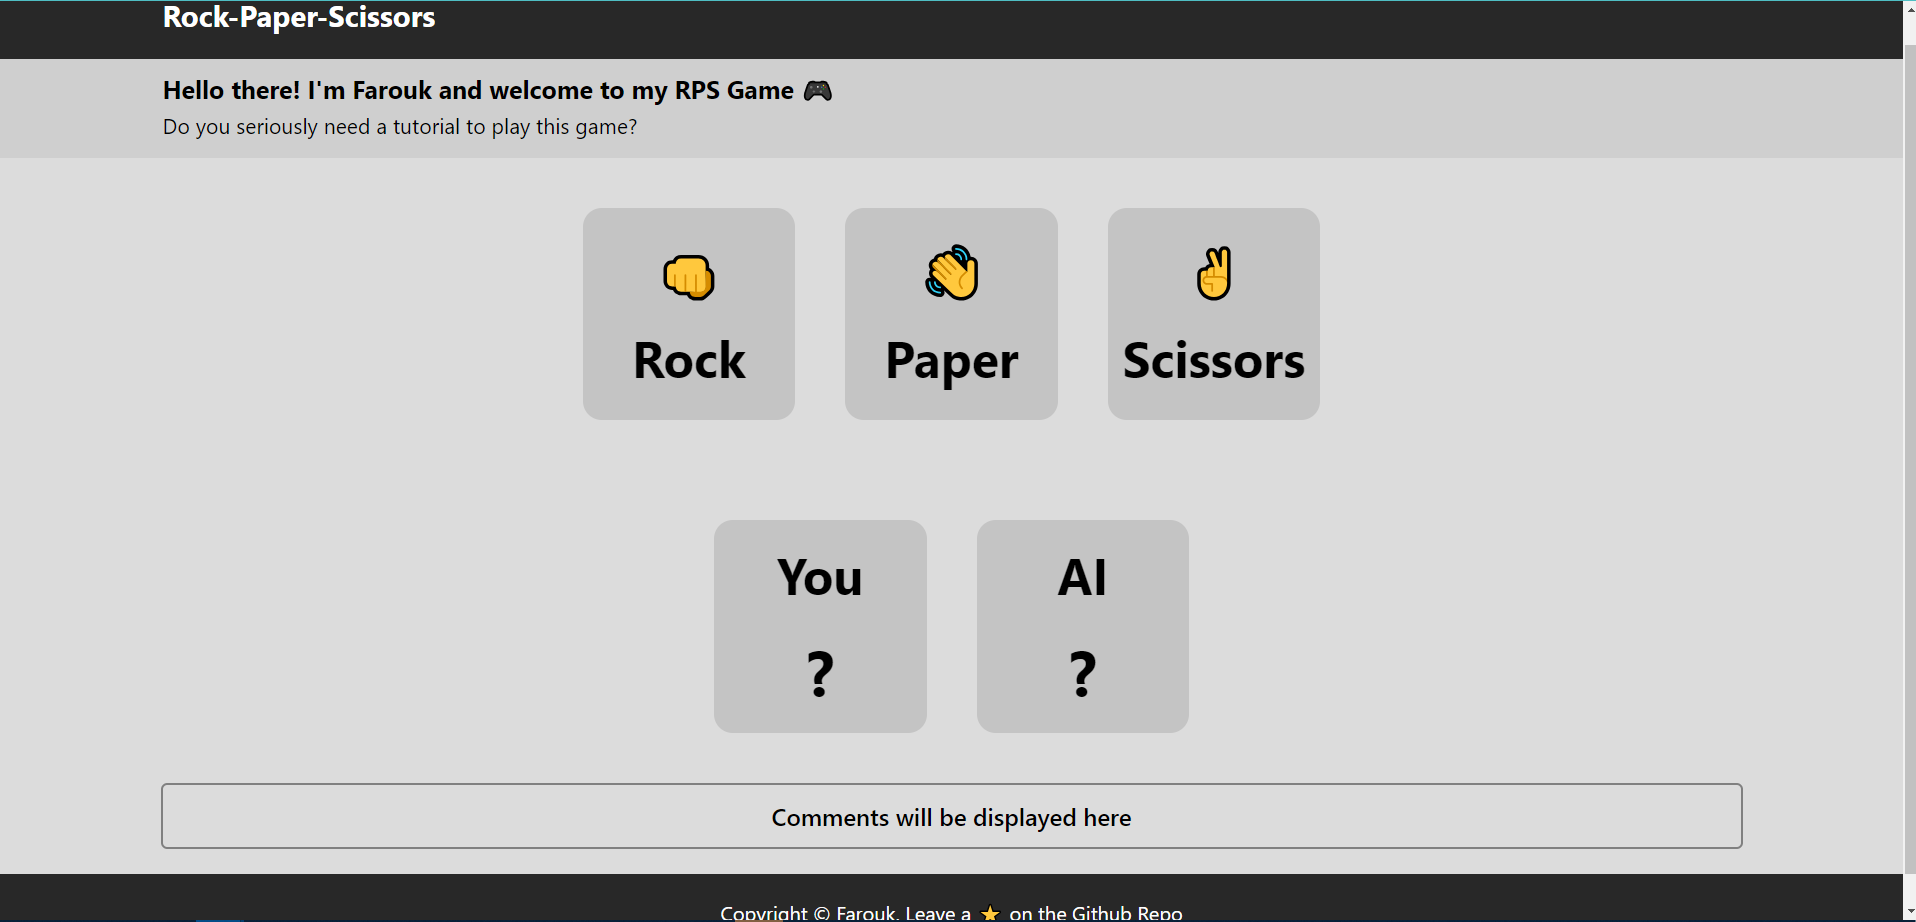 Rock-Paper-Scissors
Hello there! I'm Farouk and welcome to my RPS Game 🎮
Do you seriously need a tutorial to play this game?
Rock
Paper
Scissors
You
AI
?
?
Comments will be displayed here
Copyright © Farouk. Leave a ⭐ on the Github Repo